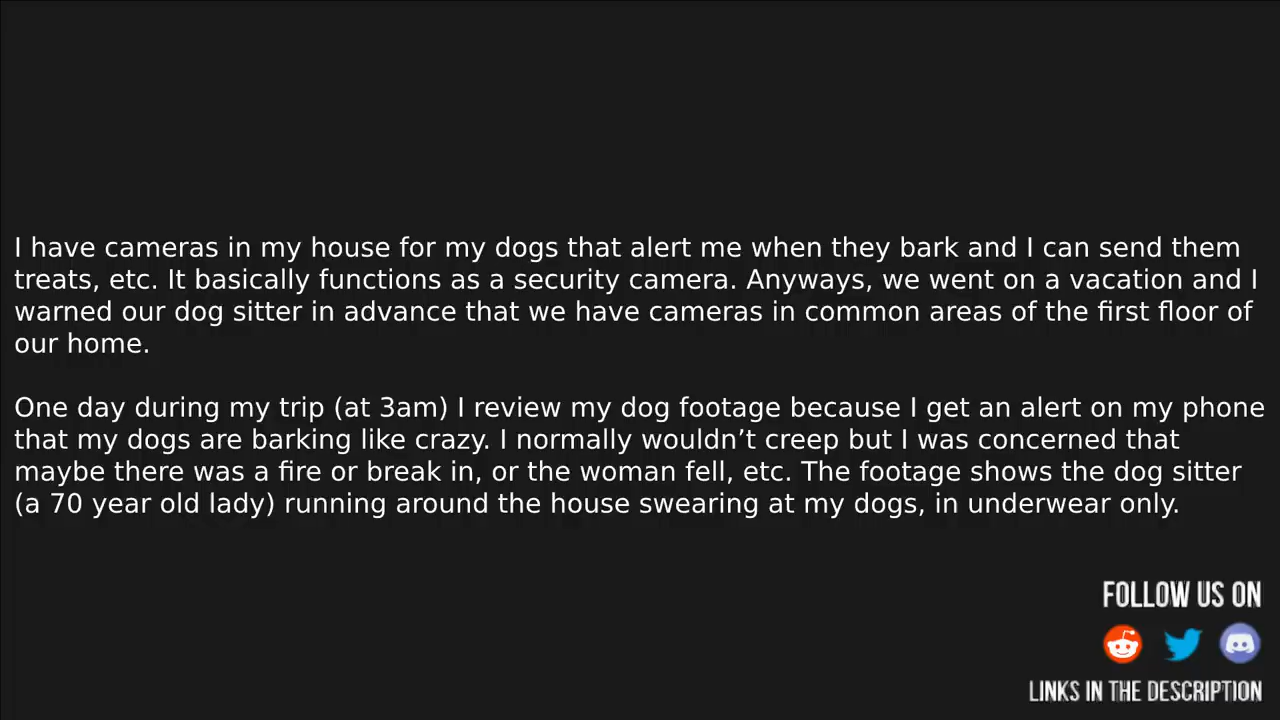 I have cameras in my house for my dogs that alert me when they bark and I can send them
treats, etc. It basically functions as a security camera. Anyways, we went on a vacation and I
warned our dog sitter in advance that we have cameras in common areas of the first floor of
our home.
One day during my trip (at 3am) I review my dog footage because I get an alert on my phone
that my dogs are barking like crazy. I normally wouldn’t creep but I was concerned that
maybe there was a fire or break in, or the woman fell, etc. The footage shows the dog sitter
(a 70 year old lady) running around the house swearing at my dogs, in underwear only.
FOLLOW US ON
LINKS IN THE DESCRIPTION